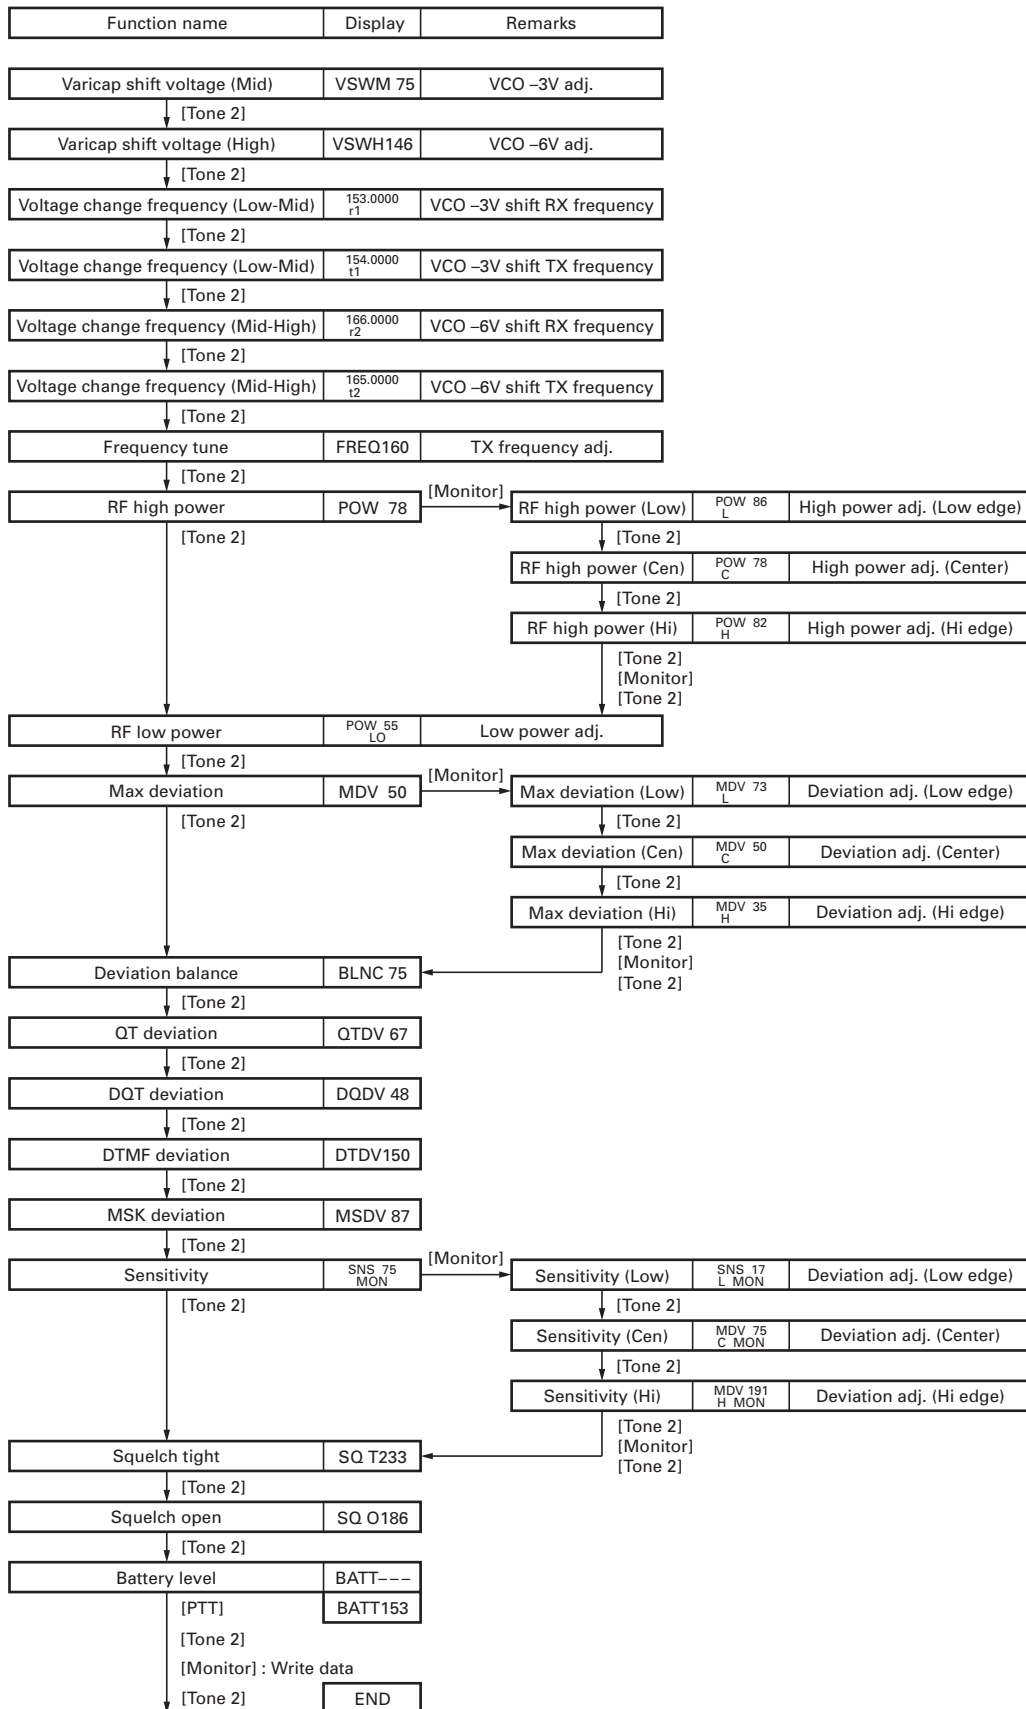 Function name Display Remarks
Varicap shift voltage (Mid) VSWM 75 VCO –3V adj.
[Tone 2]
Varicap shift voltage (High) VSWH146 VCO –6V adj.
[Tone 2]
Voltage change frequency (Low-Mid) 153.0000 r1 VCO –3V shift RX frequency
[Tone 2]
Voltage change frequency (Low-Mid) 154.0000 t1 VCO –3V shift TX frequency
[Tone 2]
Voltage change frequency (Mid-High) 166.0000 r2 VCO –6V shift RX frequency
[Tone 2]
Voltage change frequency (Mid-High) 165.0000 t2 VCO –6V shift TX frequency
[Tone 2]
Frequency tune FREQ160 TX frequency adj.
[Tone 2]
RF high power POW 78 [Monitor] RF high power (Low) POW 86 L High power adj. (Low edge)
[Tone 2] [Tone 2]
RF high power (Cen) POW 78 C High power adj. (Center)
[Tone 2]
RF high power (Hi) POW 82 H High power adj. (Hi edge)
[Tone 2]
[Monitor]
[Tone 2]
RF low power POW 55 LO Low power adj.
[Tone 2]
Max deviation MDV 50 [Monitor] Max deviation (Low) MDV 73 L Deviation adj. (Low edge)
[Tone 2] [Tone 2]
Max deviation (Cen) MDV 50 C Deviation adj. (Center)
[Tone 2]
Max deviation (Hi) MDV 35 H Deviation adj. (Hi edge)
[Tone 2]
[Monitor]
[Tone 2]
Deviation balance BLNC 75
[Tone 2]
QT deviation QTDV 67
[Tone 2]
DQT deviation DQDV 48
[Tone 2]
DTMF deviation DTDV150
[Tone 2]
MSK deviation MSDV 87
[Tone 2]
Sensitivity SNS 75 MON [Monitor] Sensitivity (Low) SNS 17 L MON Deviation adj. (Low edge)
[Tone 2] [Tone 2]
Sensitivity (Cen) MDV 75 C MON Deviation adj. (Center)
[Tone 2]
Sensitivity (Hi) MDV 191 H MON Deviation adj. (Hi edge)
[Tone 2]
[Monitor]
[Tone 2]
Squelch tight SQ T233
[Tone 2]
Squelch open SQ O186
[Tone 2]
Battery level BATT–––
[PTT] BATT153
[Tone 2]
[Monitor] : Write data
[Tone 2] END